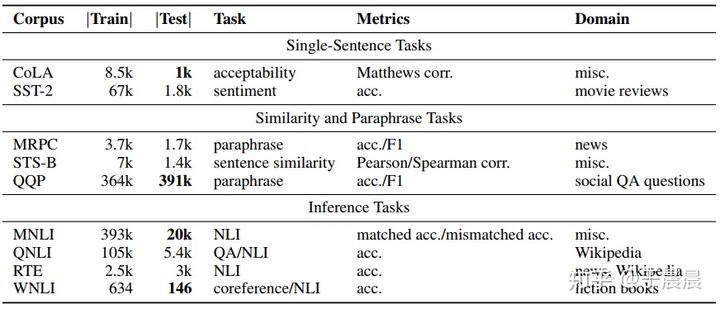 Corpus |Train| |Test| Task Metrics Domain
Single-Sentence Tasks
CoLA 8.5k 1k acceptability Matthews corr. misc.
SST-2 67k 1.8k sentiment acc. movie reviews
Similarity and Paraphrase Tasks
MRPC 3.7k 1.7k paraphrase acc./F1 news
STS-B 7k 1.4k sentence similarity Pearson/Spearman corr. misc.
QQP 364k 391k paraphrase acc./F1 social QA questions
Inference Tasks
MNLI 393k 20k NLI matched acc./mismatched acc. misc.
QNLI 105k 5.4k QA/NLI acc. Wikipedia
RTE 2.5k 3k NLI acc. news, Wikipedia
WNLI 634 146 coreference/NLI acc. fiction books
知乎 @芋晨晨